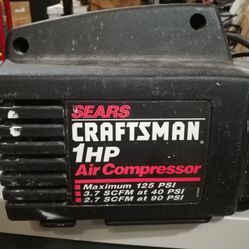 SEARS
CRAFTSMAN
1HP
Air Compressor
Maximum 125 PSI
3.7 SCFM at 40 PSI
2.7 SCFM at 90 PSI